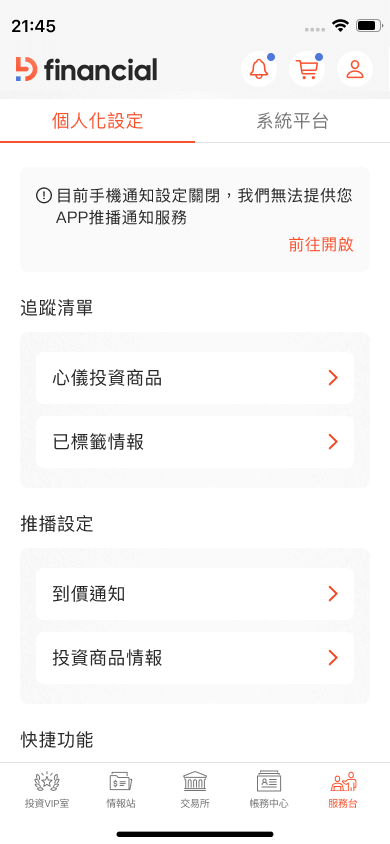 21:45
financial
個人化設定
系統平台
目前手機通知設定關閉，我們無法提供您
APP推播通知服務
前往開啟
追蹤清單
心儀投資商品
已標籤情報
推播設定
到價通知
投資商品情報
快捷功能
投資VIP室
情報站
交易所
帳務中心
服務台